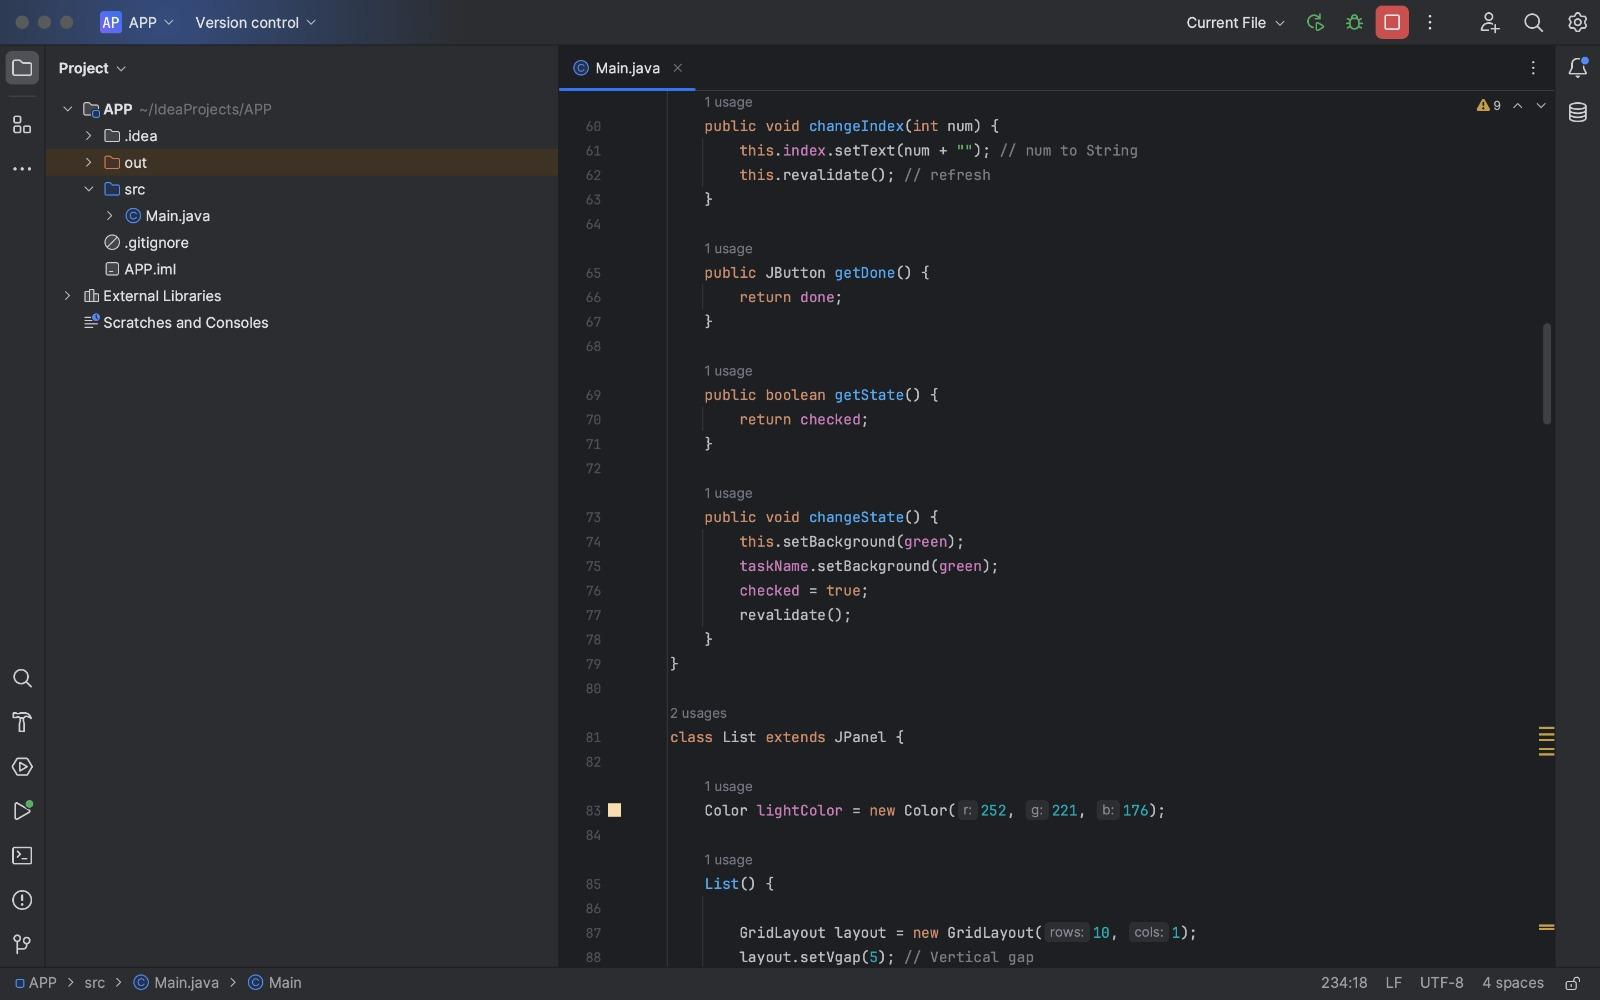 AP APP Version control Current File
Project
Main.java
APP ~/IdeaProjects/APP
.idea
out
src
Main.java
.gitignore
APP.iml
External Libraries
Scratches and Consoles
9
1 usage
60 public void changeIndex(int num) {
61 this.index.setText(num + ""); // num to String
62 this.revalidate(); // refresh
63 }
64
1 usage
65 public JButton getDone() {
66 return done;
67 }
68
1 usage
69 public boolean getState() {
70 return checked;
71 }
72
1 usage
73 public void changeState() {
74 this.setBackground(green);
75 taskName.setBackground(green);
76 checked = true;
77 revalidate();
78 }
79 }
80
2 usages
81 class List extends JPanel {
82
1 usage
83 Color lightColor = new Color( r: 252, g: 221, b: 176);
84
1 usage
85 List() {
86
87 GridLayout layout = new GridLayout( rows: 10, cols: 1);
88 layout.setVgap(5); // Vertical gap
APP > src > Main.java > Main 234:18 LF UTF-8 4 spaces